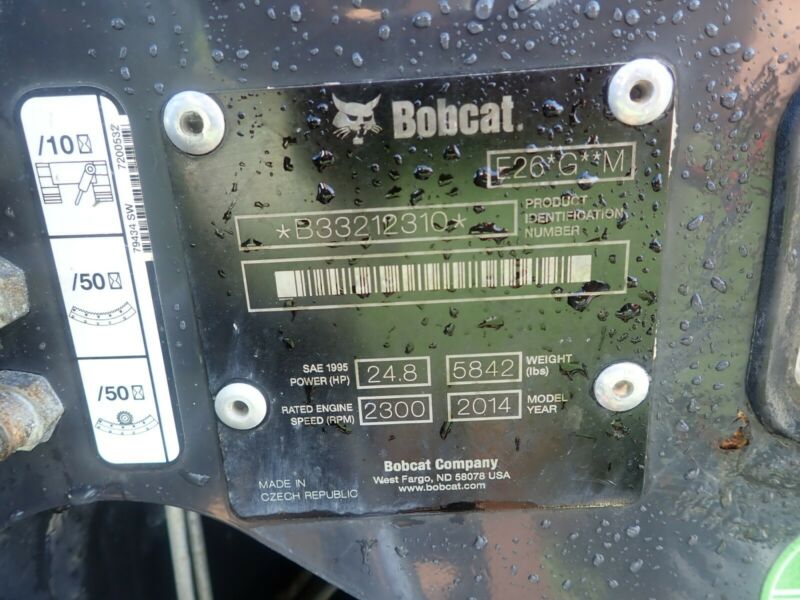 Bobcat.
E26*G**M
*B33212310*
PRODUCT
IDENTIFICATION
NUMBER
SAE 1995
POWER (HP)
24.8
5842
WEIGHT
(lbs)
RATED ENGINE
SPEED (RPM)
2300
2014
MODEL
YEAR
Bobcat Company
West Fargo, ND 58078 USA
www.bobcat.com
MADE IN
CZECH REPUBLIC
/10
/50
/50
7200532
79434 SW